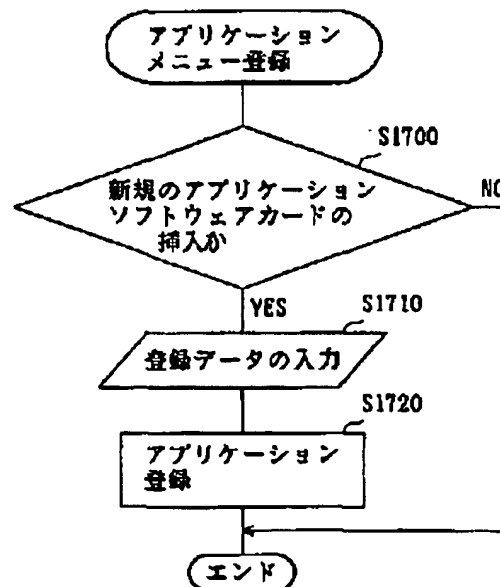 アプリケーション
メニュー登録
S1700
新規のアプリケーション
ソフトウェアカードの
挿入か
NO
YES
S1710
登録データの入力
S1720
アプリケーション
登録
エンド